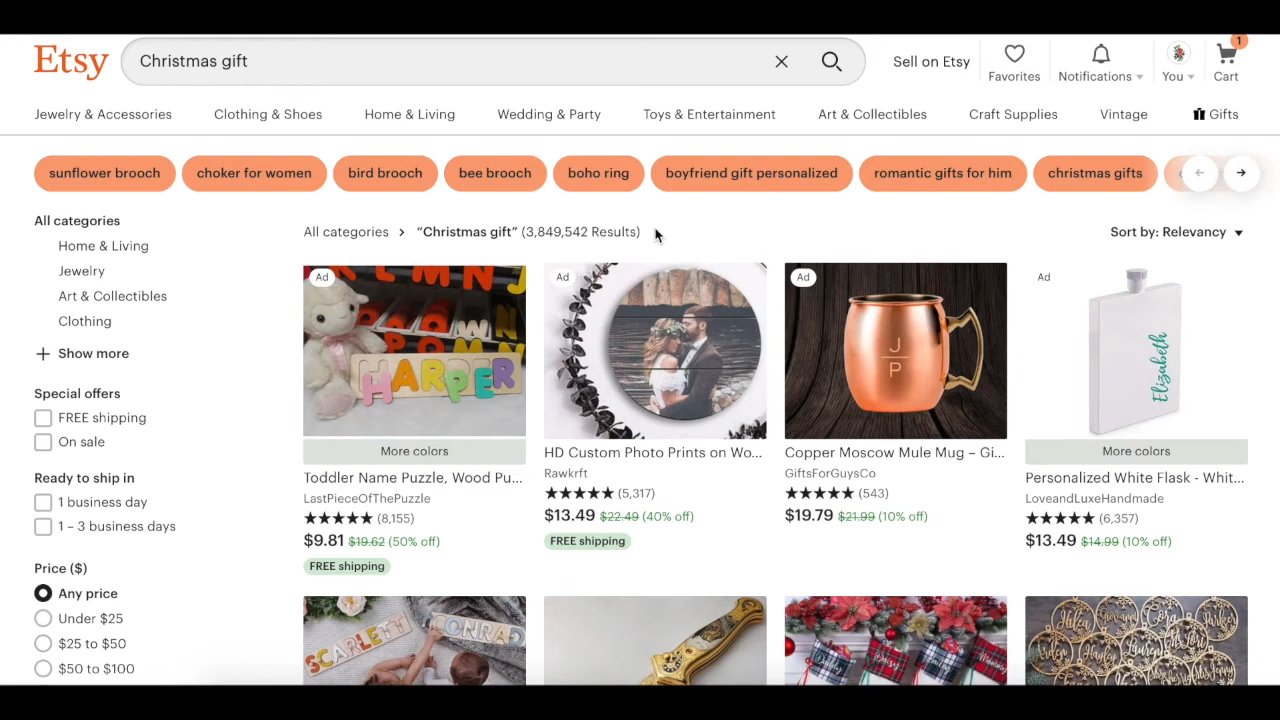 Etsy
Christmas gift
Sell on Etsy
Favorites
Notifications
You
1
Cart
Jewelry & Accessories
Clothing & Shoes
Home & Living
Wedding & Party
Toys & Entertainment
Art & Collectibles
Craft Supplies
Vintage
Gifts
sunflower brooch
choker for women
bird brooch
bee brooch
boho ring
boyfriend gift personalized
romantic gifts for him
christmas gifts
All categories
Home & Living
Jewelry
Art & Collectibles
Clothing
Show more
Special offers
FREE shipping
On sale
Ready to ship in
1 business day
1 – 3 business days
Price ($)
Any price
Under $25
$25 to $50
$50 to $100
All categories > “Christmas gift” (3,849,542 Results)
Sort by: Relevancy
Ad
HARPER
More colors
Toddler Name Puzzle, Wood Pu...
LastPieceOfThePuzzle
(8,155)
$9.81 $19.62 (50% off)
FREE shipping
Ad
HD Custom Photo Prints on Wo...
Rawkrft
(5,317)
$13.49 $22.49 (40% off)
FREE shipping
Ad
J
P
Copper Moscow Mule Mug – Gi...
GiftsForGuysCo
(543)
$19.79 $21.99 (10% off)
Ad
Elizabeth
More colors
Personalized White Flask - Whit...
LoveandLuxeHandmade
(6,357)
$13.49 $14.99 (10% off)
SCARLETT
CONRAD